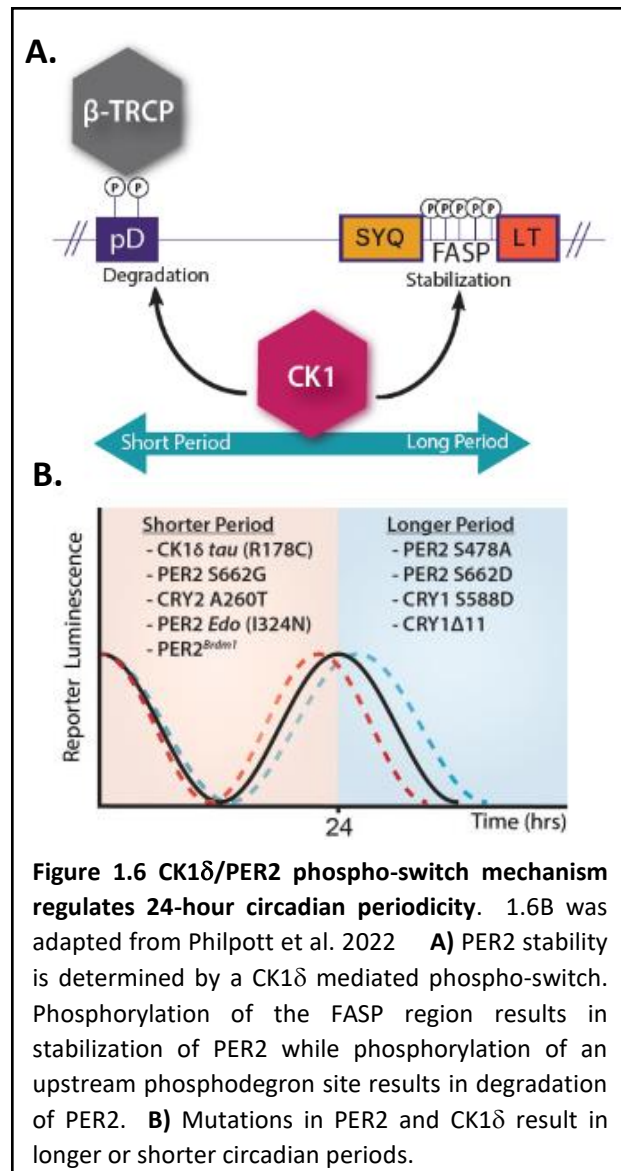 A.
β-TRCP
P P
P P P P P
// pD SYQ FASP LT //
Degradation Stabilization
CK1
Short Period Long Period
B.
Reporter Luminescence
Shorter Period
- CK1δ tau (R178C)
- PER2 S662G
- CRY2 A260T
- PER2 Edo (I324N)
- PER2Brdm1
Longer Period
- PER2 S478A
- PER2 S662D
- CRY1 S588D
- CRY1Δ11
24
Time (hrs)
Figure 1.6 CK1δ/PER2 phospho-switch mechanism
regulates 24-hour circadian periodicity. 1.6B was
adapted from Philpott et al. 2022 A) PER2 stability
is determined by a CK1δ mediated phospho-switch.
Phosphorylation of the FASP region results in
stabilization of PER2 while phosphorylation of an
upstream phosphodegron site results in degradation
of PER2. B) Mutations in PER2 and CK1δ result in
longer or shorter circadian periods.